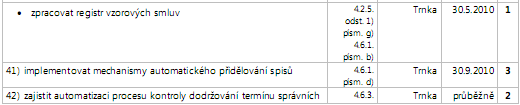 • zpracovat registr vzorových smluv 4.2.5. odst. 1) písm. g) 4.6.1. písm. b) Trnka 30.5.2010 1
41) implementovat mechanismy automatického přidělování spisů 4.6.1. písm. d) Trnka 30.9.2010 3
42) zajistit automatizaci procesu kontroly dodržování termínu správních 4.6.3. Trnka průběžně 2